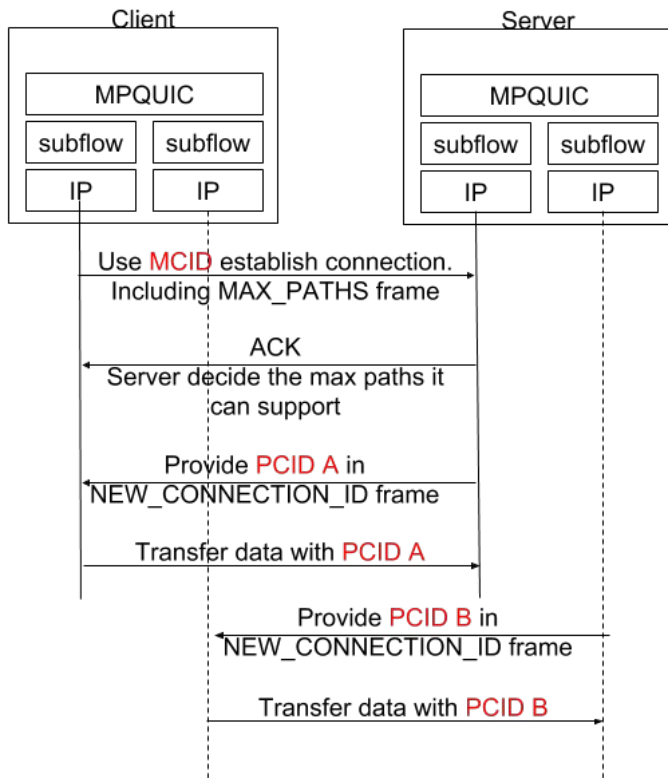 Client
Server
MPQUIC
MPQUIC
subflow
subflow
subflow
subflow
IP
IP
IP
IP
Use MCID establish connection.
Including MAX_PATHS frame
ACK
Server decide the max paths it
can support
Provide PCID A in
NEW_CONNECTION_ID frame
Transfer data with PCID A
Provide PCID B in
NEW_CONNECTION_ID frame
Transfer data with PCID B